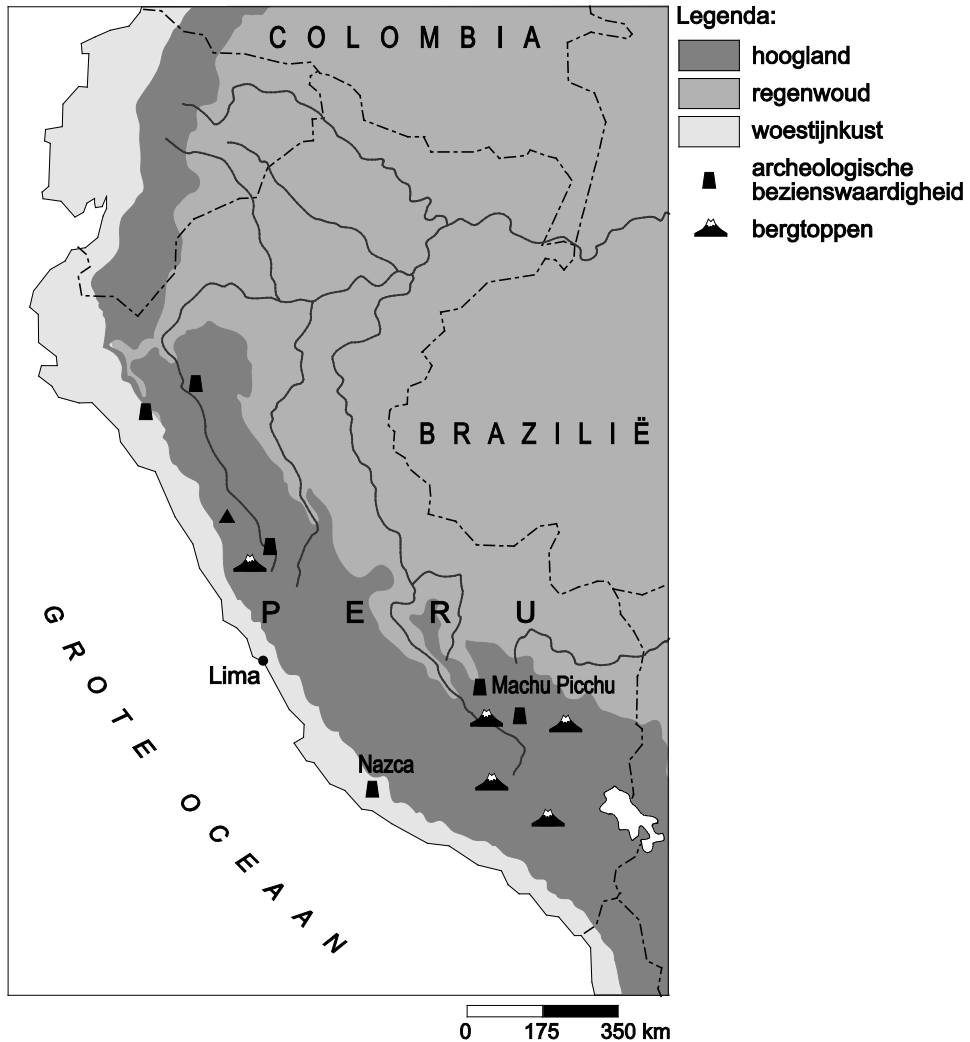 COLOMBIA
Legenda:
hoogland
regenwoud
woestijnkust
archeologische
bezienswaardigheid
bergtoppen
BRAZILIË
PERU
GROTE OCEAAN
Lima
Machu Picchu
Nazca
0 175 350 km